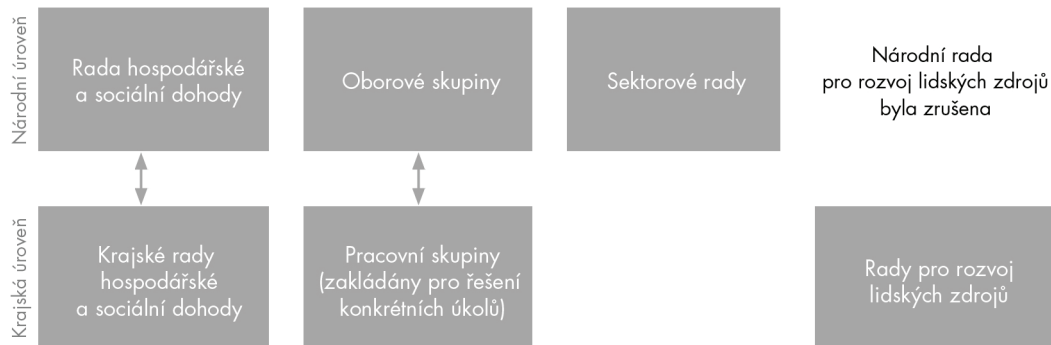 Národní úroveň
Rada hospodářské
a sociální dohody
Oborové skupiny
Sektorové rady
Národní rada
pro rozvoj lidských zdrojů
byla zrušena
Krajská úroveň
Krajské rady
hospodářské
a sociální dohody
Pracovní skupiny
(zakládány pro řešení
konkrétních úkolů)
Rady pro rozvoj
lidských zdrojů